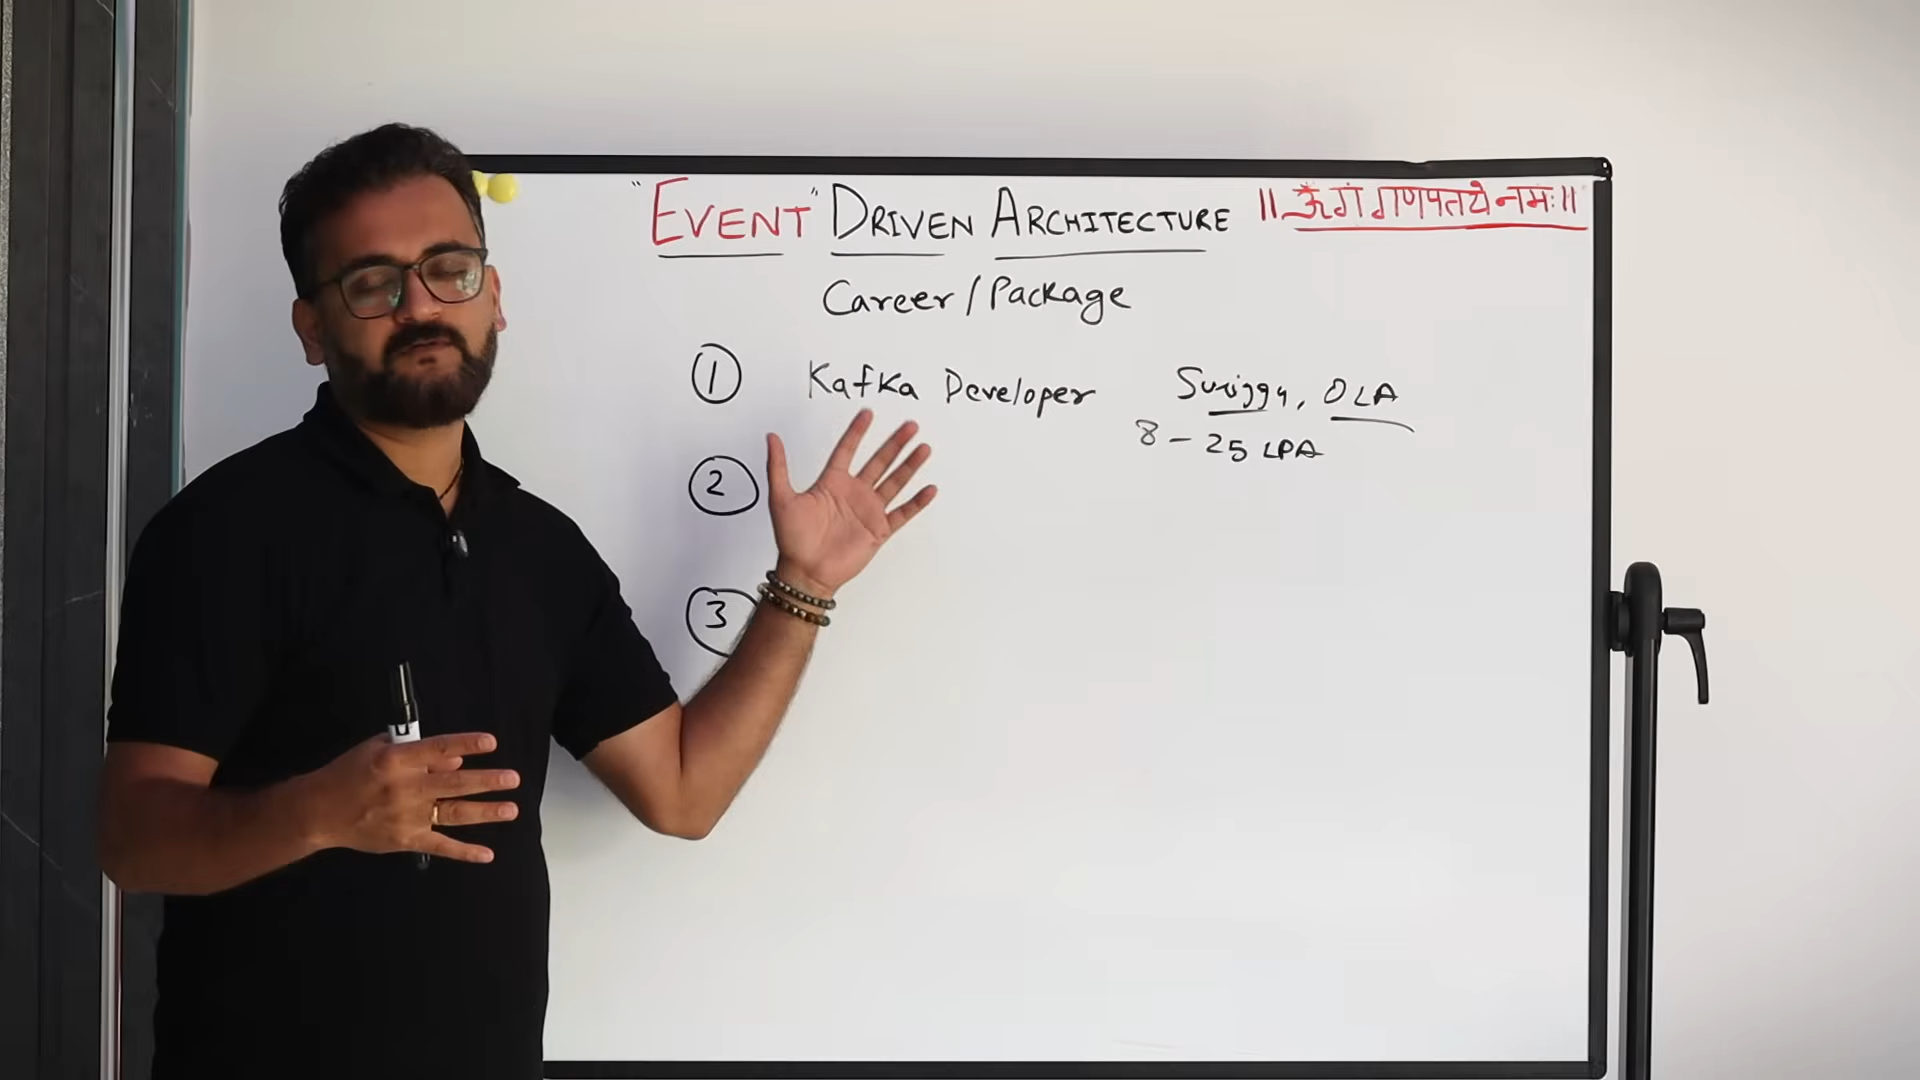 "EVENT" DRIVEN ARCHITECTURE
॥ ॐ गं गणपतये नमः ॥
Career / Package
① Kafka Developer Swiggy, OLA
8 - 25 LPA
②
③